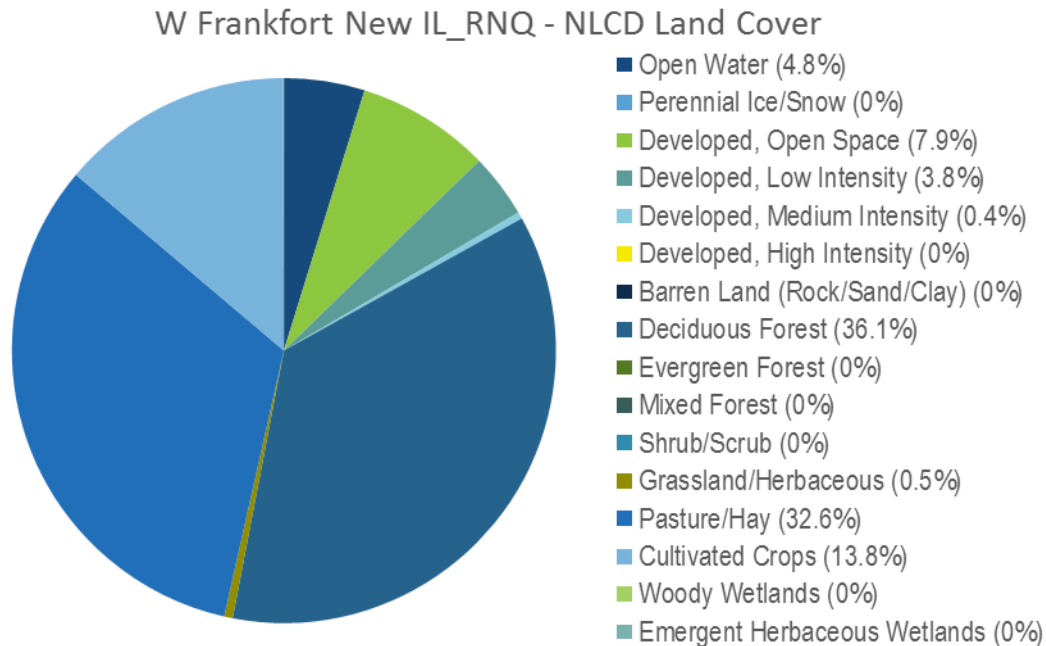 W Frankfort New IL_RNQ - NLCD Land Cover
Open Water (4.8%)
Perennial Ice/Snow (0%)
Developed, Open Space (7.9%)
Developed, Low Intensity (3.8%)
Developed, Medium Intensity (0.4%)
Developed, High Intensity (0%)
Barren Land (Rock/Sand/Clay) (0%)
Deciduous Forest (36.1%)
Evergreen Forest (0%)
Mixed Forest (0%)
Shrub/Scrub (0%)
Grassland/Herbaceous (0.5%)
Pasture/Hay (32.6%)
Cultivated Crops (13.8%)
Woody Wetlands (0%)
Emergent Herbaceous Wetlands (0%)